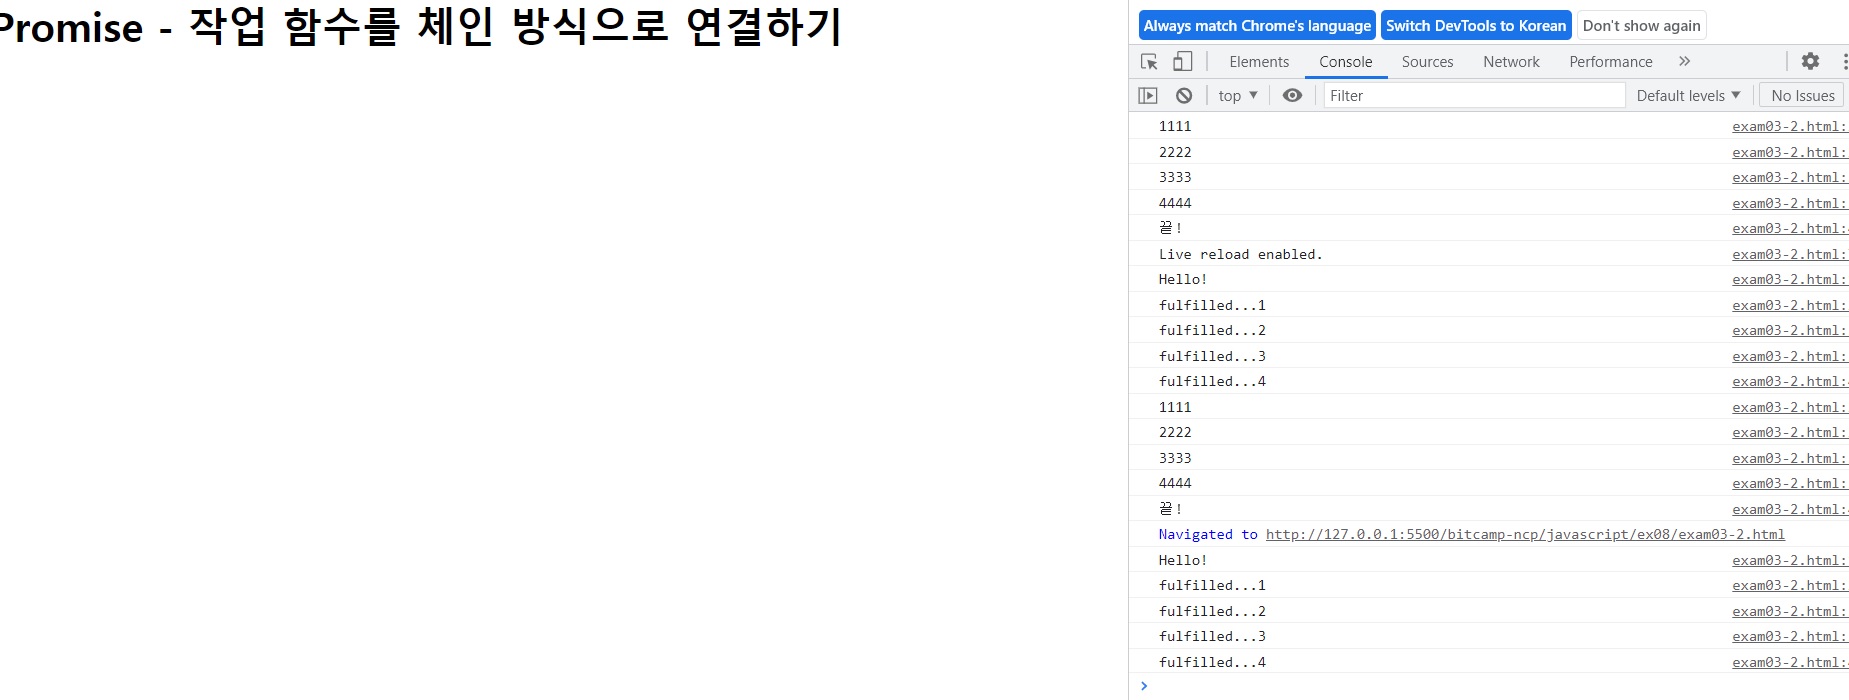 Promise - 작업 함수를 체인 방식으로 연결하기
Always match Chrome's language Switch DevTools to Korean Don't show again
Elements Console Sources Network Performance
top Filter Default levels No Issues
1111 exam03-2.html:
2222 exam03-2.html:
3333 exam03-2.html:
4444 exam03-2.html:
끝! exam03-2.html:
Live reload enabled. exam03-2.html:
Hello! exam03-2.html:
fulfilled...1 exam03-2.html:
fulfilled...2 exam03-2.html:
fulfilled...3 exam03-2.html:
fulfilled...4 exam03-2.html:
1111 exam03-2.html:
2222 exam03-2.html:
3333 exam03-2.html:
4444 exam03-2.html:
끝! exam03-2.html:
Navigated to http://127.0.0.1:5500/bitcamp-ncp/javascript/ex08/exam03-2.html
Hello! exam03-2.html:
fulfilled...1 exam03-2.html:
fulfilled...2 exam03-2.html:
fulfilled...3 exam03-2.html:
fulfilled...4 exam03-2.html: